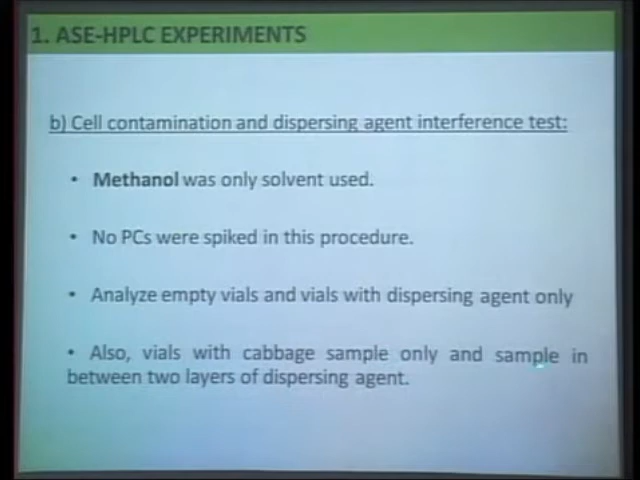 1. ASE-HPLC EXPERIMENTS
b) Cell contamination and dispersing agent interference test:
• Methanol was only solvent used.
• No PCs were spiked in this procedure.
• Analyze empty vials and vials with dispersing agent only
• Also, vials with cabbage sample only and sample in
between two layers of dispersing agent.